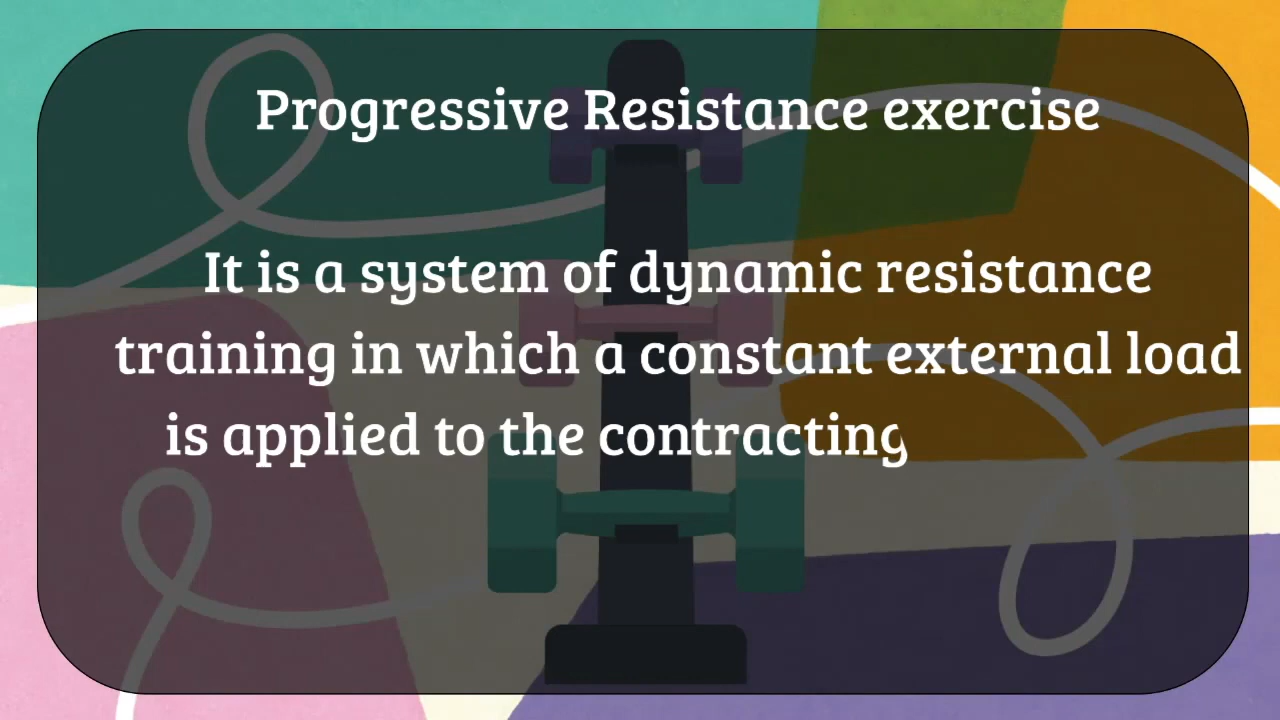 Progressive Resistance exercise
It is a system of dynamic resistance
training in which a constant external load
is applied to the contracting